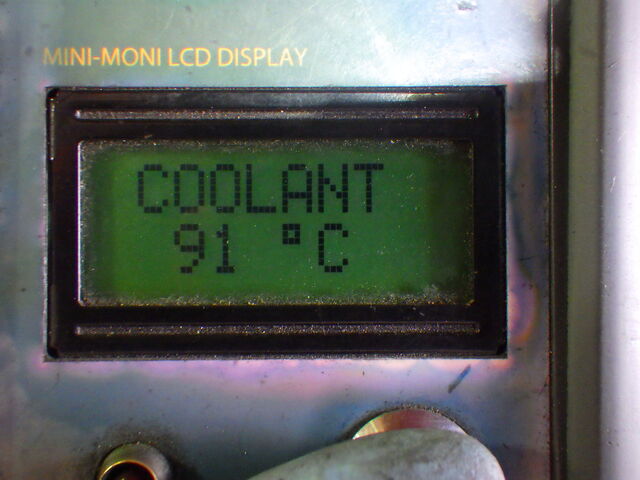 MINI-MONI LCD DISPLAY
COOLANT
91 °C